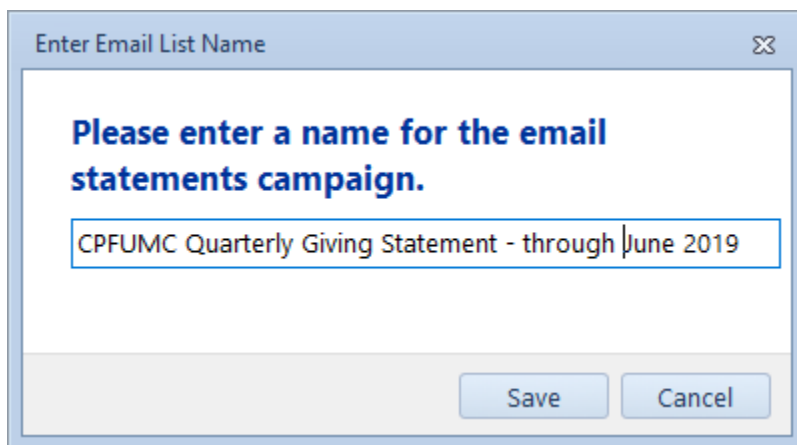 Enter Email List Name
Please enter a name for the email
statements campaign.
CPFUMC Quarterly Giving Statement - through June 2019
Save Cancel